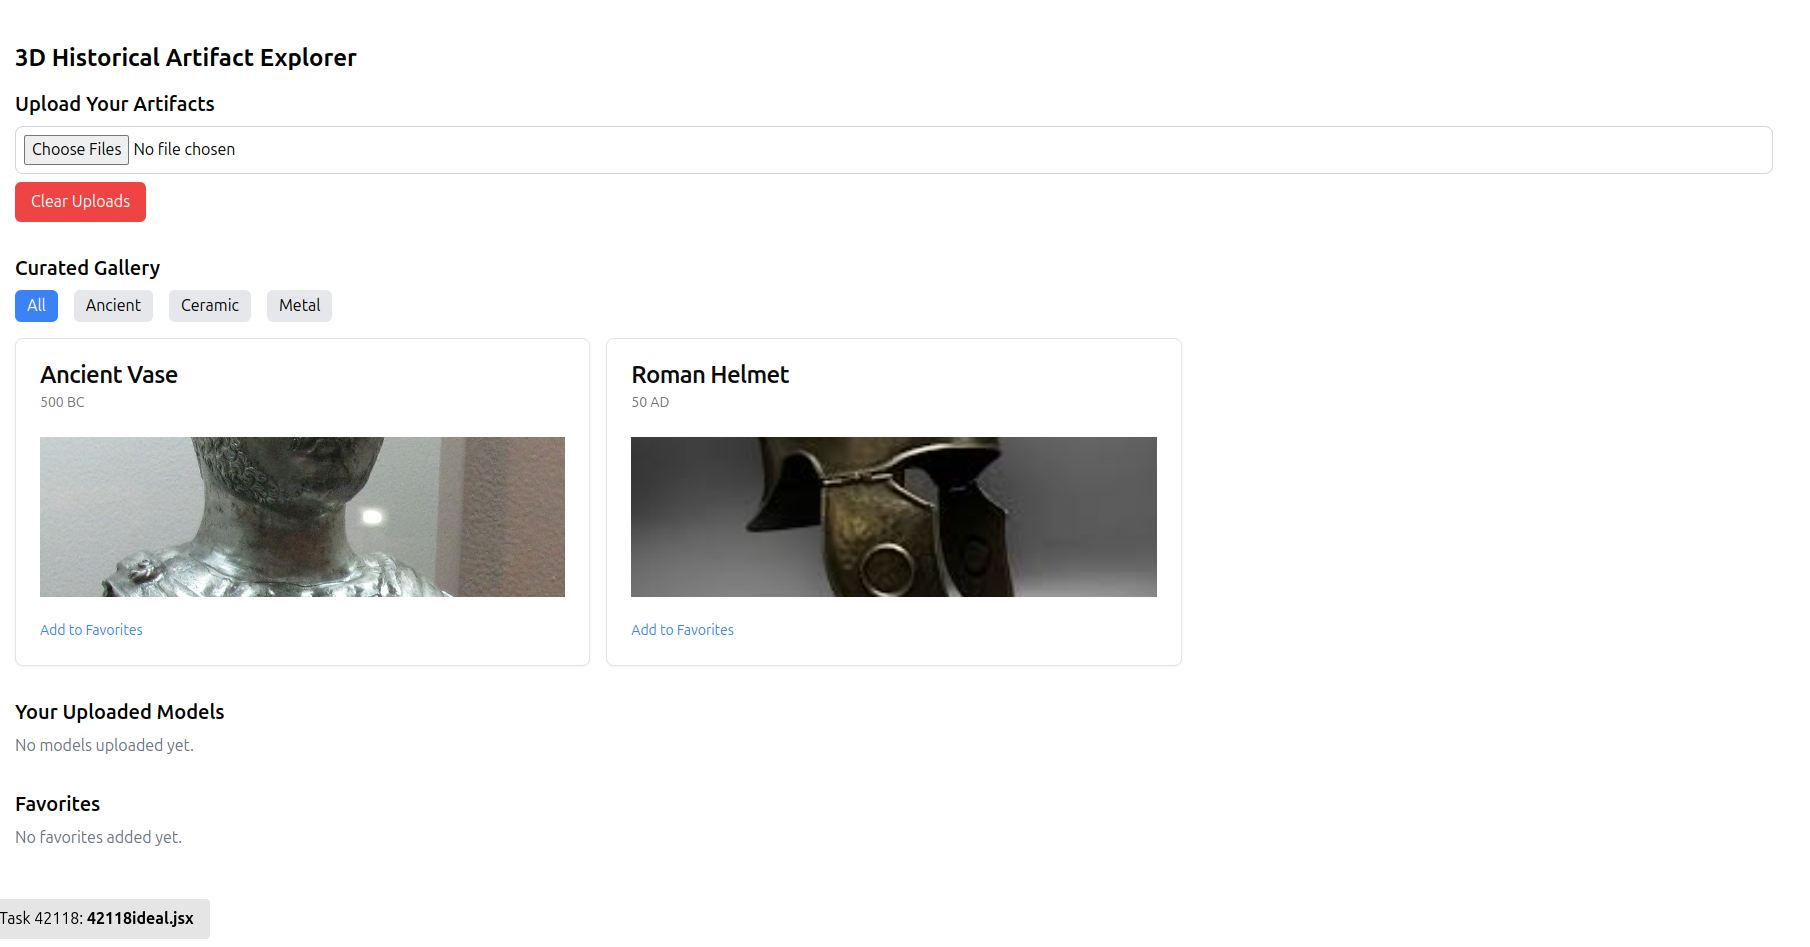 3D Historical Artifact Explorer
Upload Your Artifacts
Choose Files No file chosen
Clear Uploads
Curated Gallery
All Ancient Ceramic Metal
Ancient Vase
500 BC
Add to Favorites
Roman Helmet
50 AD
Add to Favorites
Your Uploaded Models
No models uploaded yet.
Favorites
No favorites added yet.
Task 42118: 42118ideal.jsx